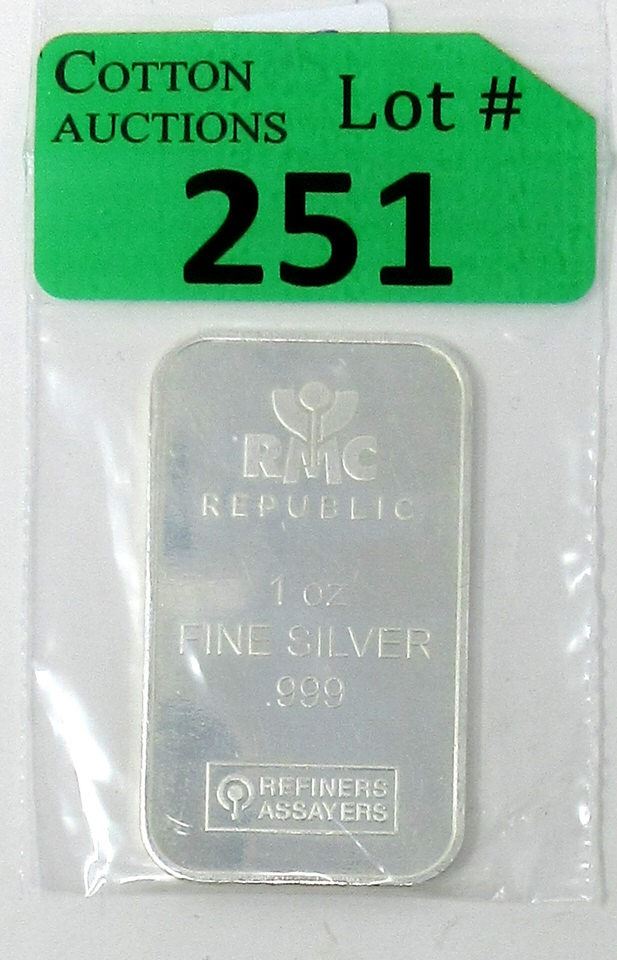 COTTON
AUCTIONS
Lot #
251
RMC
REPUBLIC
1 oz
FINE SILVER
.999
REFINERS
ASSAYERS